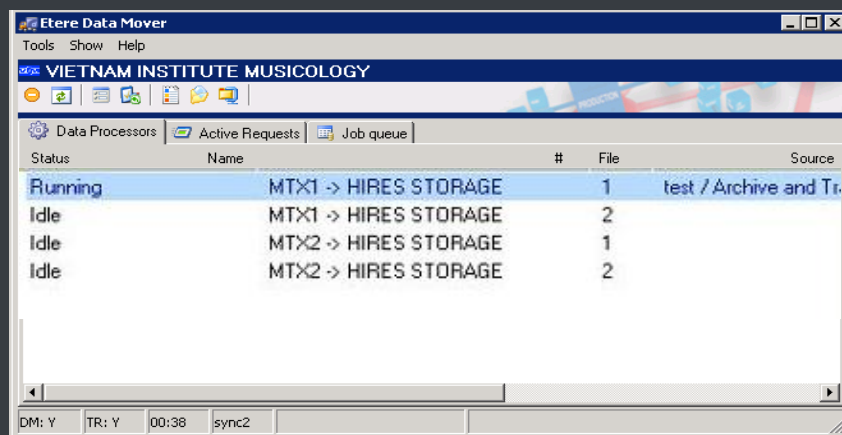 Etere Data Mover
Tools Show Help
VIETNAM INSTITUTE MUSICOLOGY
PRODUCTION
Data Processors Active Requests Job queue
Status Name # File Source
Running MTX1 -> HIRES STORAGE 1 test / Archive and Tr
Idle MTX1 -> HIRES STORAGE 2
Idle MTX2 -> HIRES STORAGE 1
Idle MTX2 -> HIRES STORAGE 2
DM: Y TR: Y 00:38 sync2